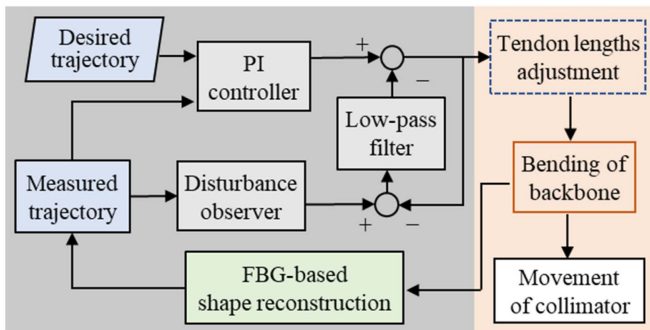 Desired
trajectory
PI
controller
+
−
Low-pass
filter
Tendon lengths
adjustment
Measured
trajectory
Disturbance
observer
+
−
Bending of
backbone
FBG-based
shape reconstruction
Movement
of collimator